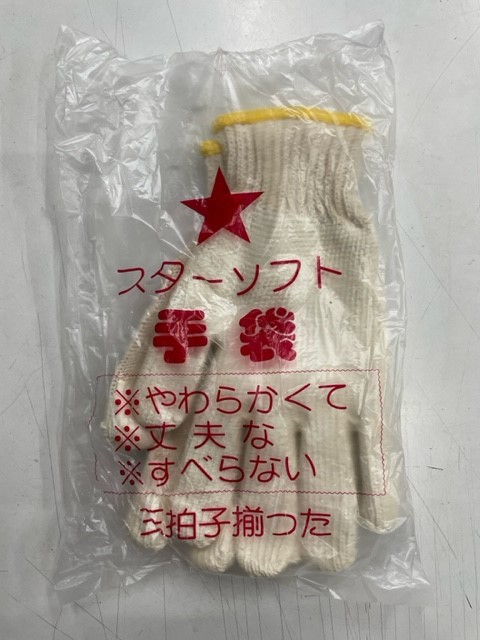 スターソフト
手袋
※やわらかくて
※丈夫な
※すべらない
三拍子揃つた